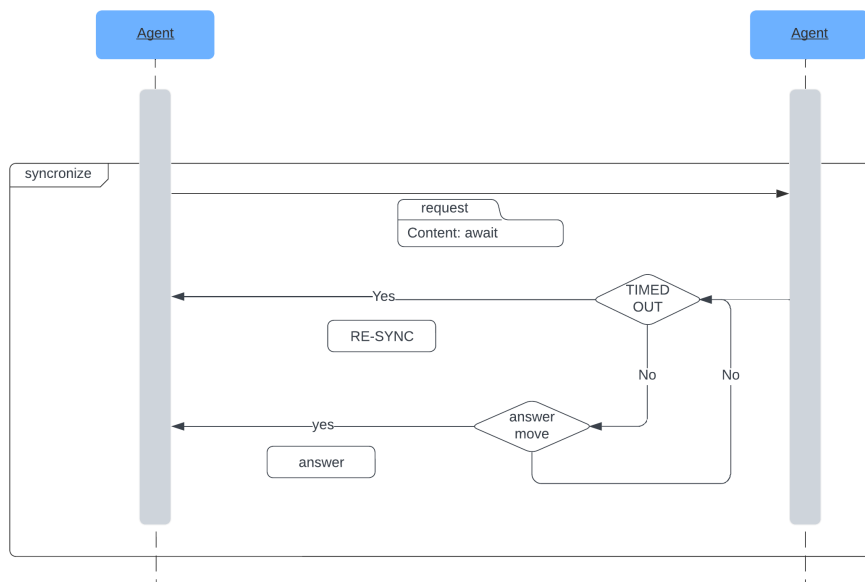 Agent
Agent
syncronize
request
Content: await
Yes
TIMED
OUT
RE-SYNC
No
No
yes
answer
move
answer